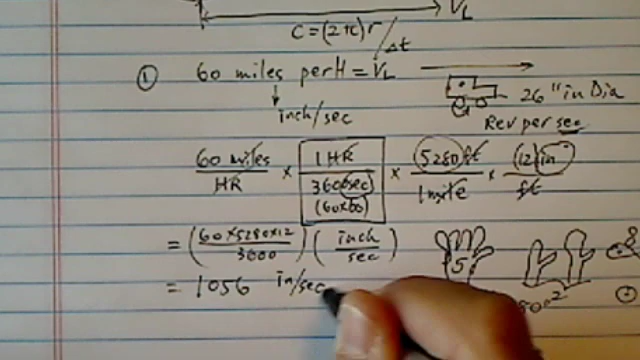 V_L
C = (2π)r / Δt
① 60 miles per H = V_L
inch/sec
26" in Dia
Rev per sec
60 miles / HR × 1 HR / 3600 sec (60×60) × 5280 ft / 1 mile × (12) in / ft
= (60×5280×12 / 3600) (inch / sec)
5
= 1056 in/sec